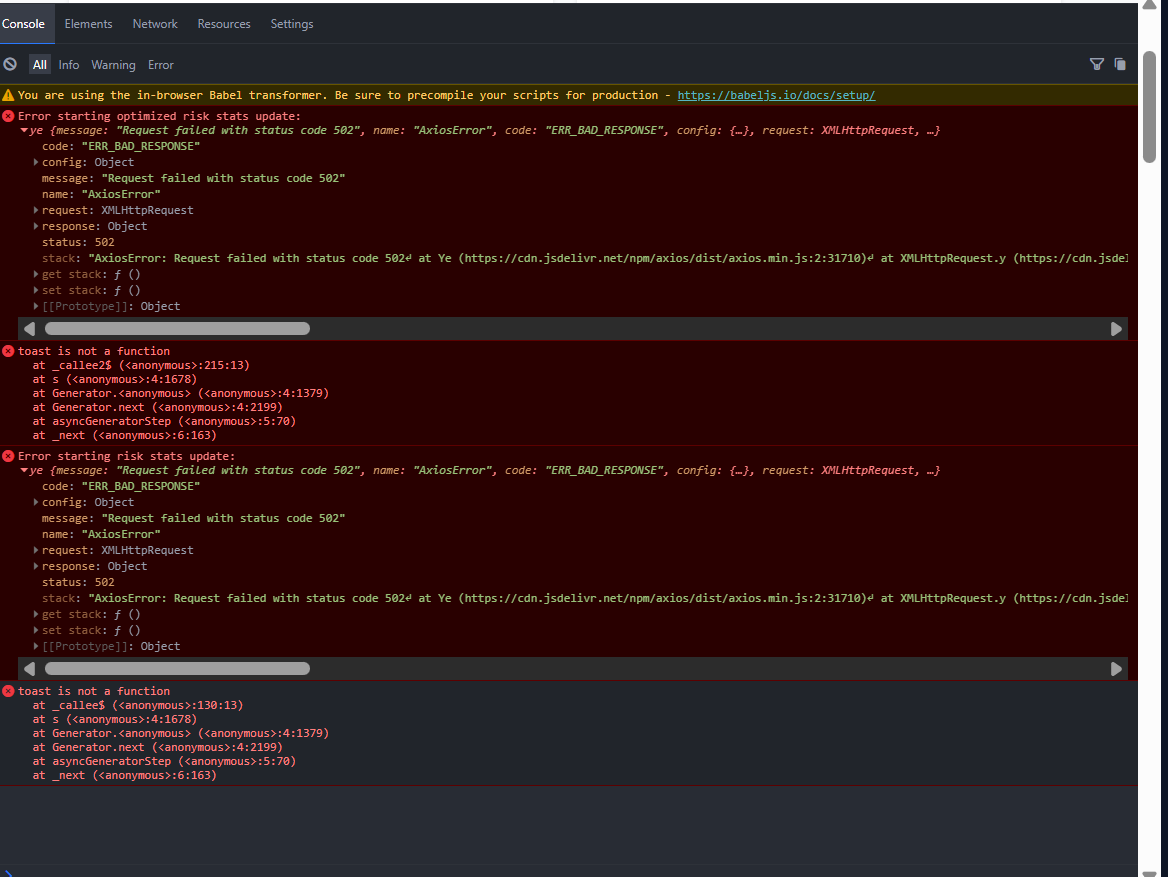 Console Elements Network Resources Settings
All Info Warning Error
You are using the in-browser Babel transformer. Be sure to precompile your scripts for production - https://babeljs.io/docs/setup/
Error starting optimized risk stats update:
ye {message: "Request failed with status code 502", name: "AxiosError", code: "ERR_BAD_RESPONSE", config: {…}, request: XMLHttpRequest, …}
code: "ERR_BAD_RESPONSE"
config: Object
message: "Request failed with status code 502"
name: "AxiosError"
request: XMLHttpRequest
response: Object
status: 502
stack: "AxiosError: Request failed with status code 502↵ at Ye (https://cdn.jsdelivr.net/npm/axios/dist/axios.min.js:2:31710)↵ at XMLHttpRequest.y (https://cdn.jsdel
get stack: ƒ ()
set stack: ƒ ()
[[Prototype]]: Object
toast is not a function
at _callee2$ (<anonymous>:215:13)
at s (<anonymous>:4:1678)
at Generator.<anonymous> (<anonymous>:4:1379)
at Generator.next (<anonymous>:4:2199)
at asyncGeneratorStep (<anonymous>:5:70)
at _next (<anonymous>:6:163)
Error starting risk stats update:
ye {message: "Request failed with status code 502", name: "AxiosError", code: "ERR_BAD_RESPONSE", config: {…}, request: XMLHttpRequest, …}
code: "ERR_BAD_RESPONSE"
config: Object
message: "Request failed with status code 502"
name: "AxiosError"
request: XMLHttpRequest
response: Object
status: 502
stack: "AxiosError: Request failed with status code 502↵ at Ye (https://cdn.jsdelivr.net/npm/axios/dist/axios.min.js:2:31710)↵ at XMLHttpRequest.y (https://cdn.jsdel
get stack: ƒ ()
set stack: ƒ ()
[[Prototype]]: Object
toast is not a function
at _callee$ (<anonymous>:130:13)
at s (<anonymous>:4:1678)
at Generator.<anonymous> (<anonymous>:4:1379)
at Generator.next (<anonymous>:4:2199)
at asyncGeneratorStep (<anonymous>:5:70)
at _next (<anonymous>:6:163)